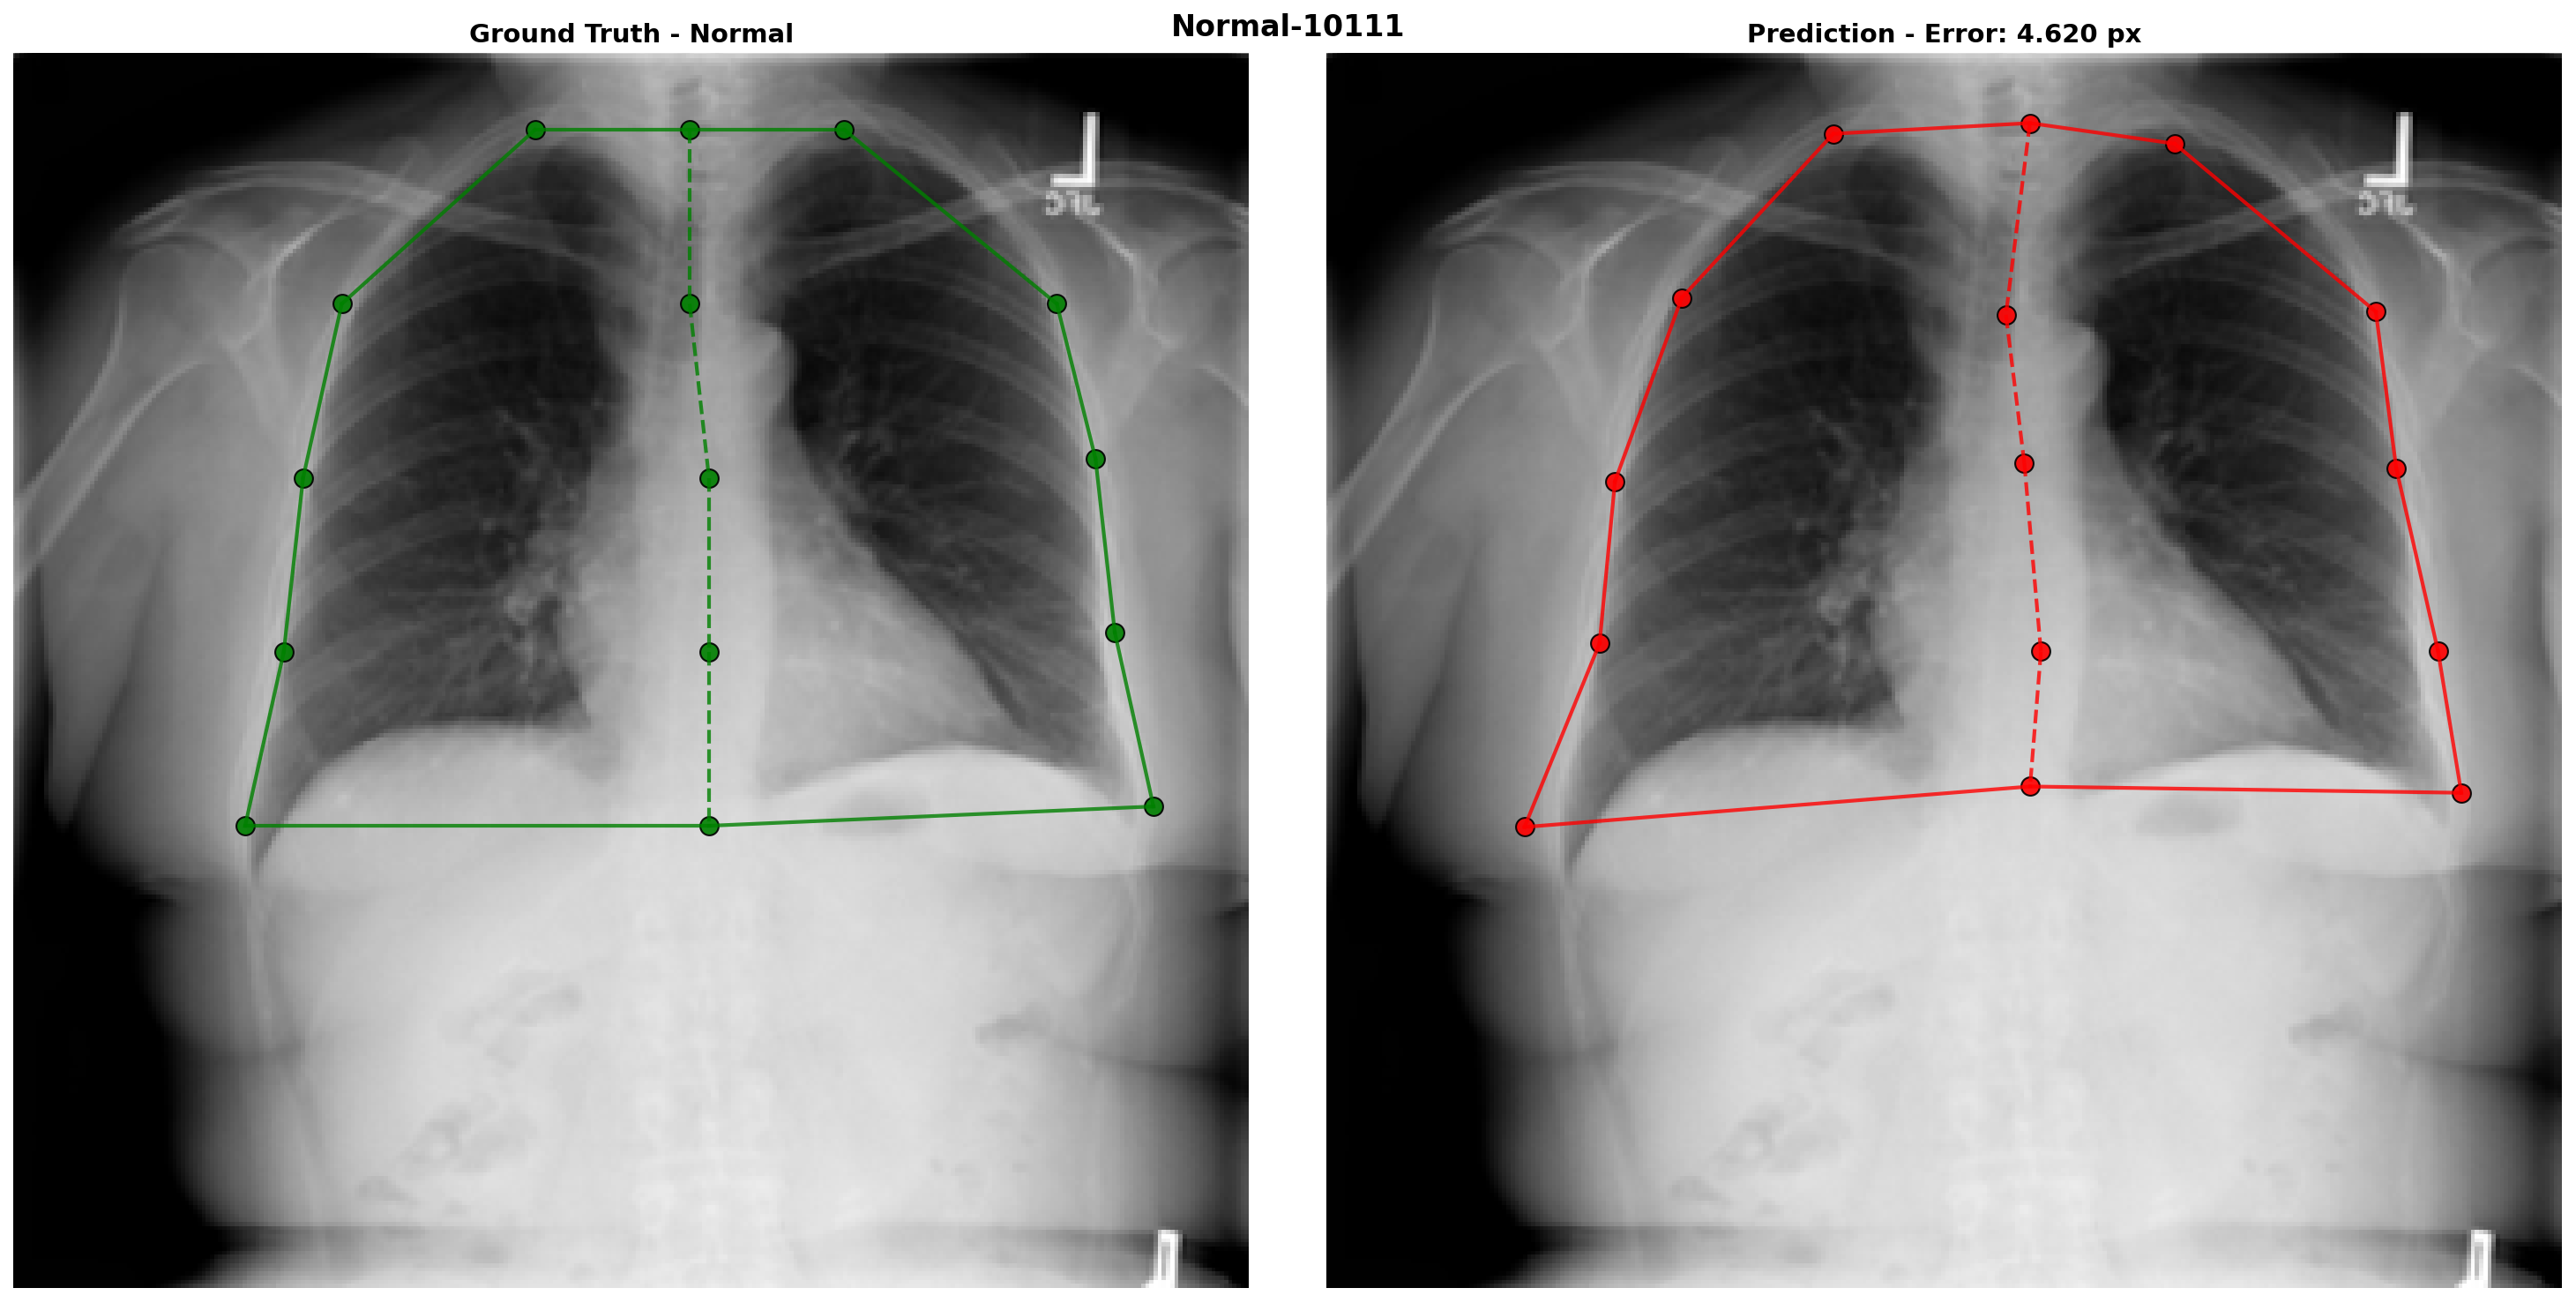 Normal-10111
Ground Truth - Normal
Prediction - Error: 4.620 px
L
L